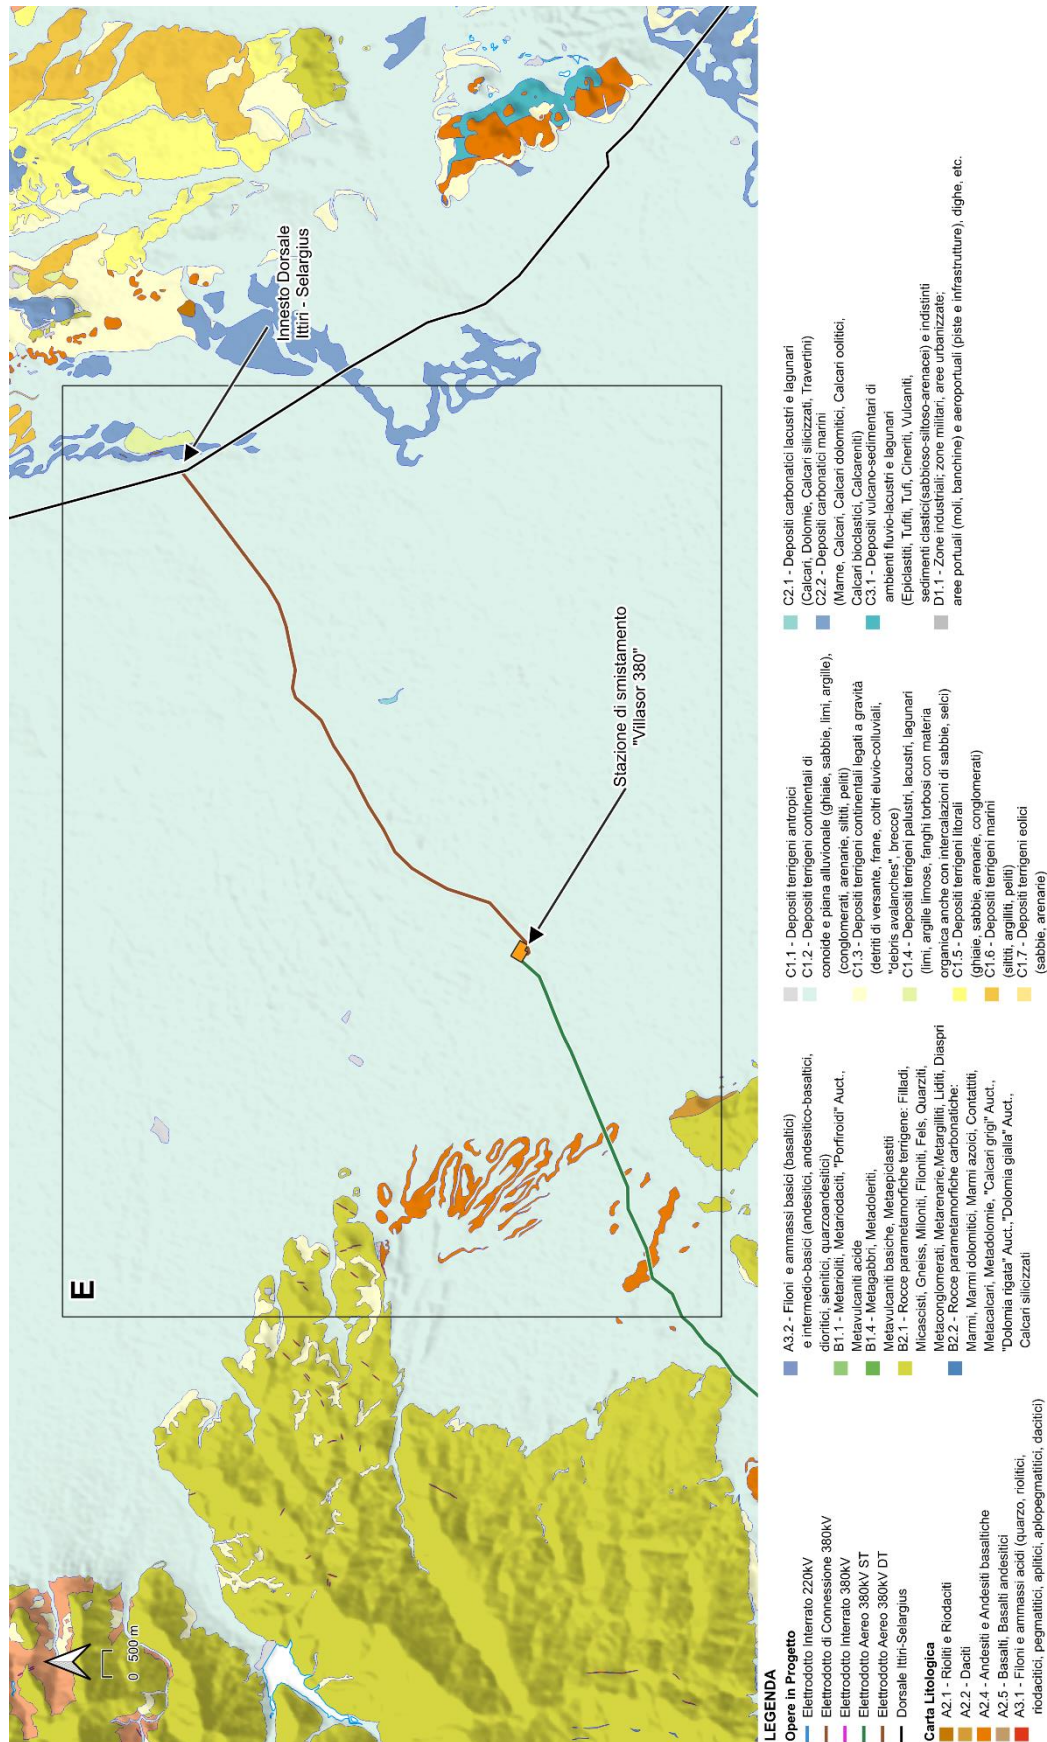 E
Innesto Dorsale
Ittiri - Selargius
Stazione di smistamento
"Villasor 380"
0 500 m
LEGENDA
Opere in Progetto
Elettrodotto Interrato 220kV
Elettrodotto di Connessione 380kV
Elettrodotto Interrato 380kV
Elettrodotto Aereo 380kV ST
Elettrodotto Aereo 380kV DT
Dorsale Ittiri-Selargius
Carta Litologica
A2.1 - Rioliti e Riodaciti
A2.2 - Daciti
A2.4 - Andesiti e Andesiti basaltiche
A2.5 - Basalti, Basalti andesitici
A3.1 - Filoni e ammassi acidi (quarzo, riolitici,
riodacitici, pegmatitici, aplitici, aplopegmatitici, dacitici)
A3.2 - Filoni e ammassi basici (basaltici)
e intermedio-basici (andesitici, andesitico-basaltici,
dioritici, sienitici, quarzoandesitici)
B1.1 - Metarioliti, Metariodaciti, "Porfiroidi" Auct.,
Metavulcaniti acide
B1.4 - Metagabbri, Metadoleriti,
Metavulcaniti basiche, Metaepiclastiti
B2.1 - Rocce parametamorfiche terrigene: Filladi,
Micascisti, Gneiss, Miloniti, Filoniti, Fels, Quarziti,
Metaconglomerati, Metarenarie,Metargilliti, Liditi, Diaspri
B2.2 - Rocce parametamorfiche carbonatiche:
Marmi, Marmi dolomitici, Marmi azoici, Contattiti,
Metacalcari, Metadolomie, "Calcari grigi" Auct.,
"Dolomia rigata" Auct.,"Dolomia gialla" Auct.,
Calcari silicizzati
C1.1 - Depositi terrigeni antropici
C1.2 - Depositi terrigeni continentali di
conoide e piana alluvionale (ghiaie, sabbie, limi, argille),
(conglomerati, arenarie, siltiti, peliti)
C1.3 - Depositi terrigeni continentali legati a gravità
(detriti di versante, frane, coltri eluvio-colluviali,
"debris avalanches", brecce)
C1.4 - Depositi terrigeni palustri, lacustri, lagunari
(limi, argille limose, fanghi torbosi con materia
organica anche con intercalazioni di sabbie, selci)
C1.5 - Depositi terrigeni litorali
(ghiaie, sabbie, arenarie, conglomerati)
C1.6 - Depositi terrigeni marini
(siltiti, argilliti, peliti)
C1.7 - Depositi terrigeni eolici
(sabbie, arenarie)
C2.1 - Depositi carbonatici lacustri e lagunari
(Calcari, Dolomie, Calcari silicizzati, Travertini)
C2.2 - Depositi carbonatici marini
(Marne, Calcari, Calcari dolomitici, Calcari oolitici,
Calcari bioclastici, Calcareniti)
C3.1 - Depositi vulcano-sedimentari di
ambienti fluvio-lacustri e lagunari
(Epiclastiti, Tufiti, Tufi, Cineriti, Vulcaniti,
sedimenti clastici(sabbioso-siltoso-arenacei) e indistinti
D1.1 - Zone industriali; zone militari, aree urbanizzate;
aree portuali (moli, banchine) e aeroportuali (piste e infrastrutture), dighe, etc.